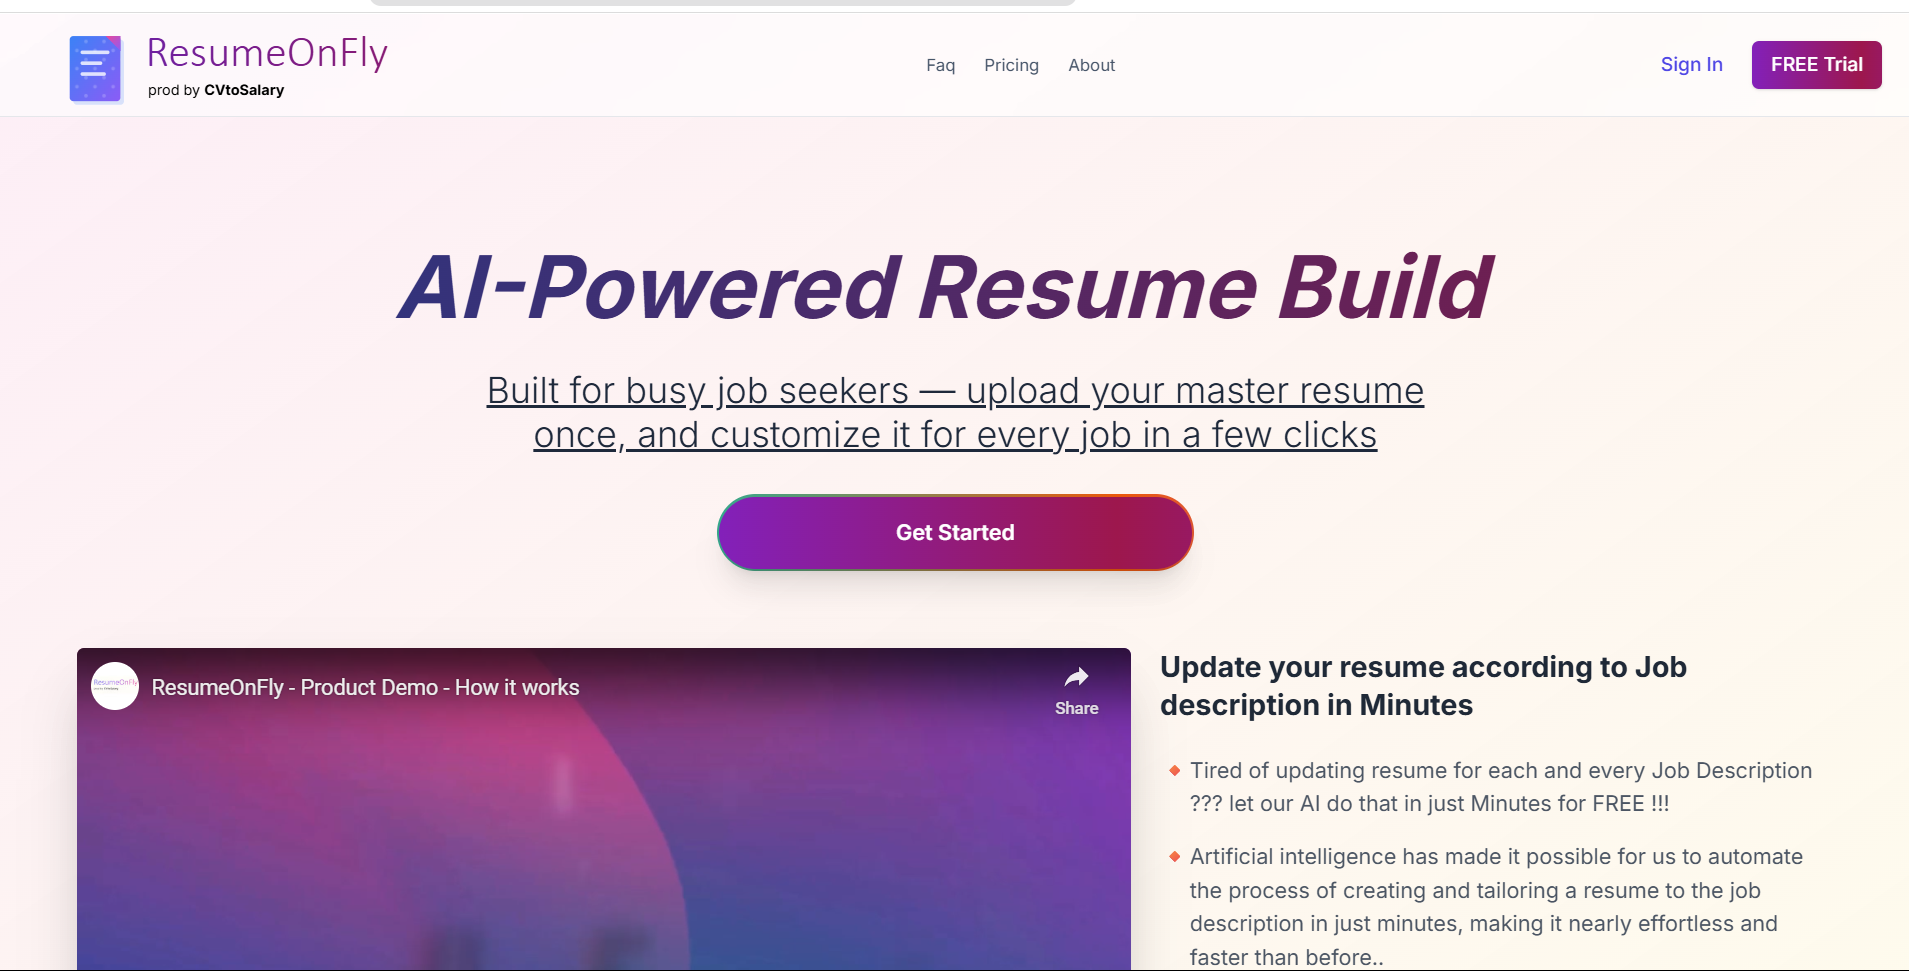 ResumeOnFly
prod by CVtoSalary
Faq
Pricing
About
Sign In
FREE Trial
AI-Powered Resume Build
Built for busy job seekers — upload your master resume
once, and customize it for every job in a few clicks
Get Started
ResumeOnFly
ResumeOnFly - Product Demo - How it works
Share
Update your resume according to Job
description in Minutes
Tired of updating resume for each and every Job Description
??? let our AI do that in just Minutes for FREE !!!
Artificial intelligence has made it possible for us to automate
the process of creating and tailoring a resume to the job
description in just minutes, making it nearly effortless and
faster than before..